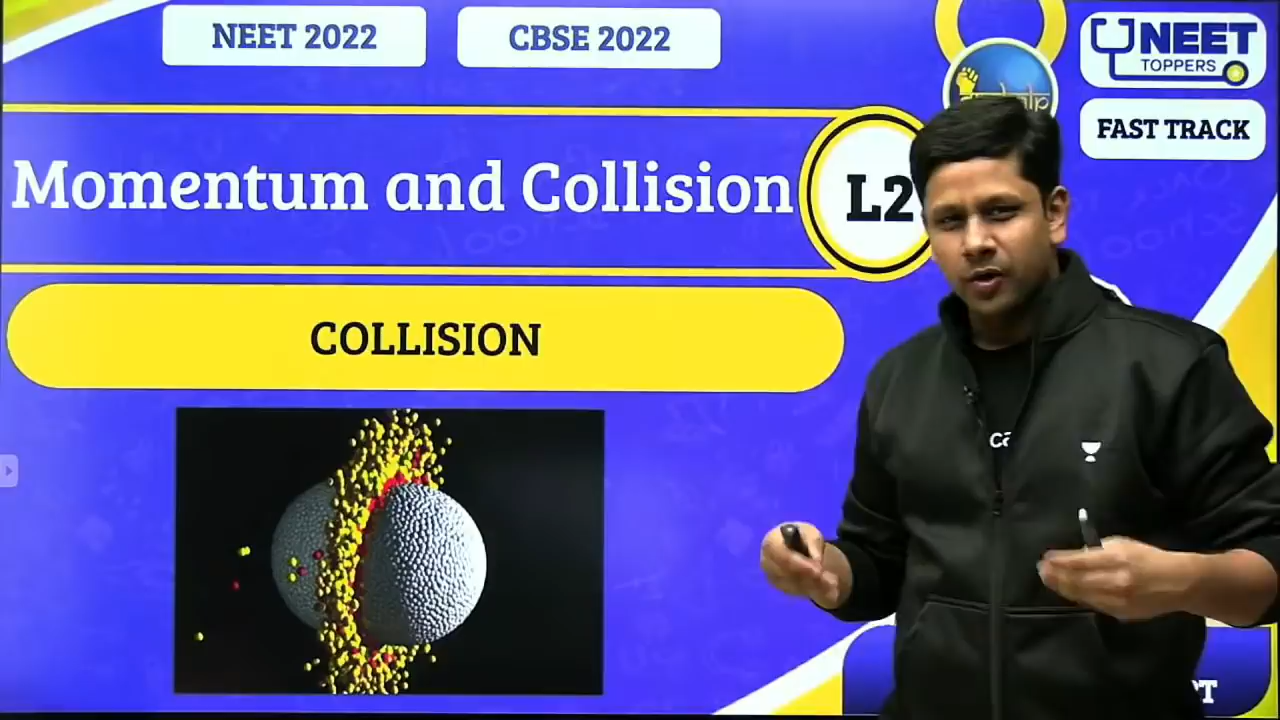 NEET 2022
CBSE 2022
NEET
TOPPERS
FAST TRACK
Momentum and Collision
L2
COLLISION